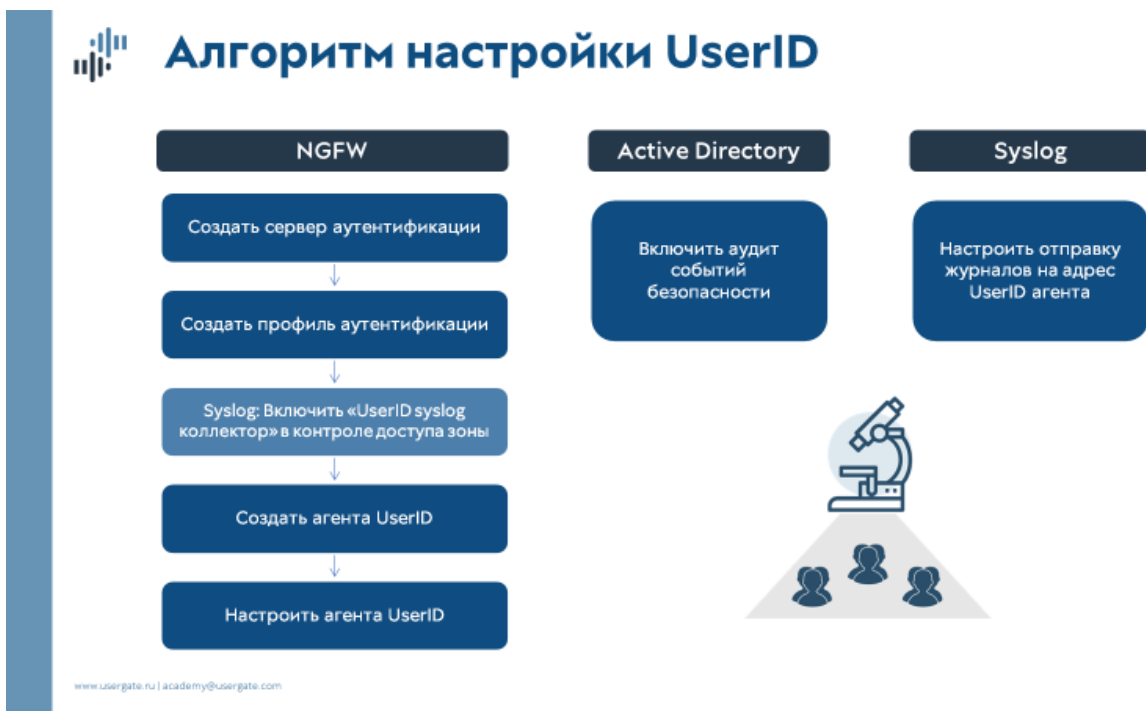 Алгоритм настройки UserID
NGFW
Создать сервер аутентификации
Создать профиль аутентификации
Syslog: Включить «UserID syslog
коллектор» в контроле доступа зоны
Создать агента UserID
Настроить агента UserID
Active Directory
Включить аудит
событий
безопасности
Syslog
Настроить отправку
журналов на адрес
UserID агента
www.usergate.ru | academy@usergate.com